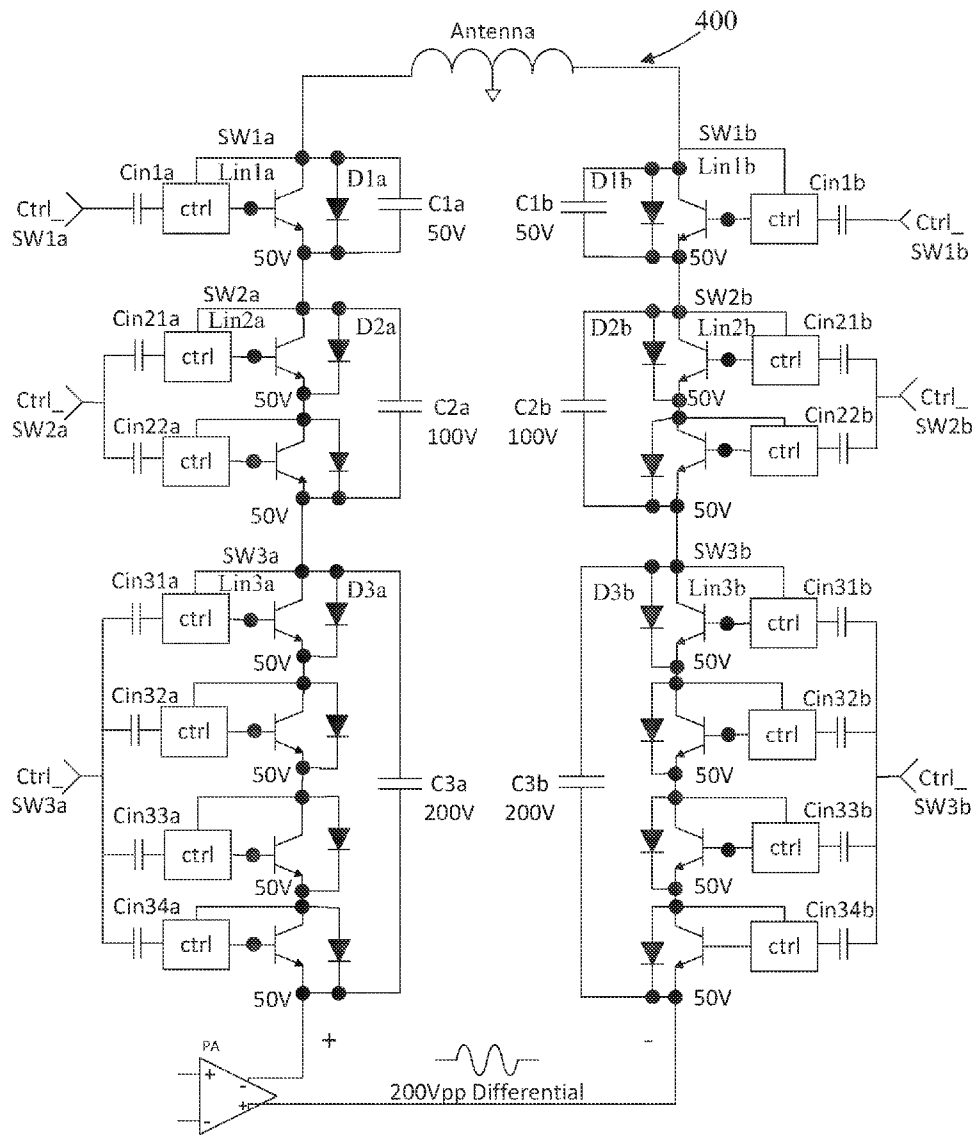 400
Antenna
SW1a
Cin1a
Lin1a
D1a
Ctrl_
SW1a
ctrl
C1a
50V
50V
SW1b
D1b
Lin1b
Cin1b
C1b
50V
ctrl
Ctrl_
SW1b
50V
SW2a
Cin21a
Lin2a
D2a
ctrl
50V
Ctrl_
SW2a
Cin22a
ctrl
C2a
100V
50V
SW2b
D2b
Lin2b
Cin21b
ctrl
50V
C2b
100V
Cin22b
ctrl
Ctrl_
SW2b
50V
SW3a
Cin31a
Lin3a
D3a
ctrl
50V
Cin32a
ctrl
50V
Ctrl_
SW3a
C3a
200V
Cin33a
ctrl
50V
Cin34a
ctrl
50V
SW3b
D3b
Lin3b
Cin31b
ctrl
50V
Cin32b
ctrl
50V
C3b
200V
Ctrl_
SW3b
Cin33b
ctrl
50V
Cin34b
ctrl
50V
+
-
PA
+
-
-
+
200Vpp Differential